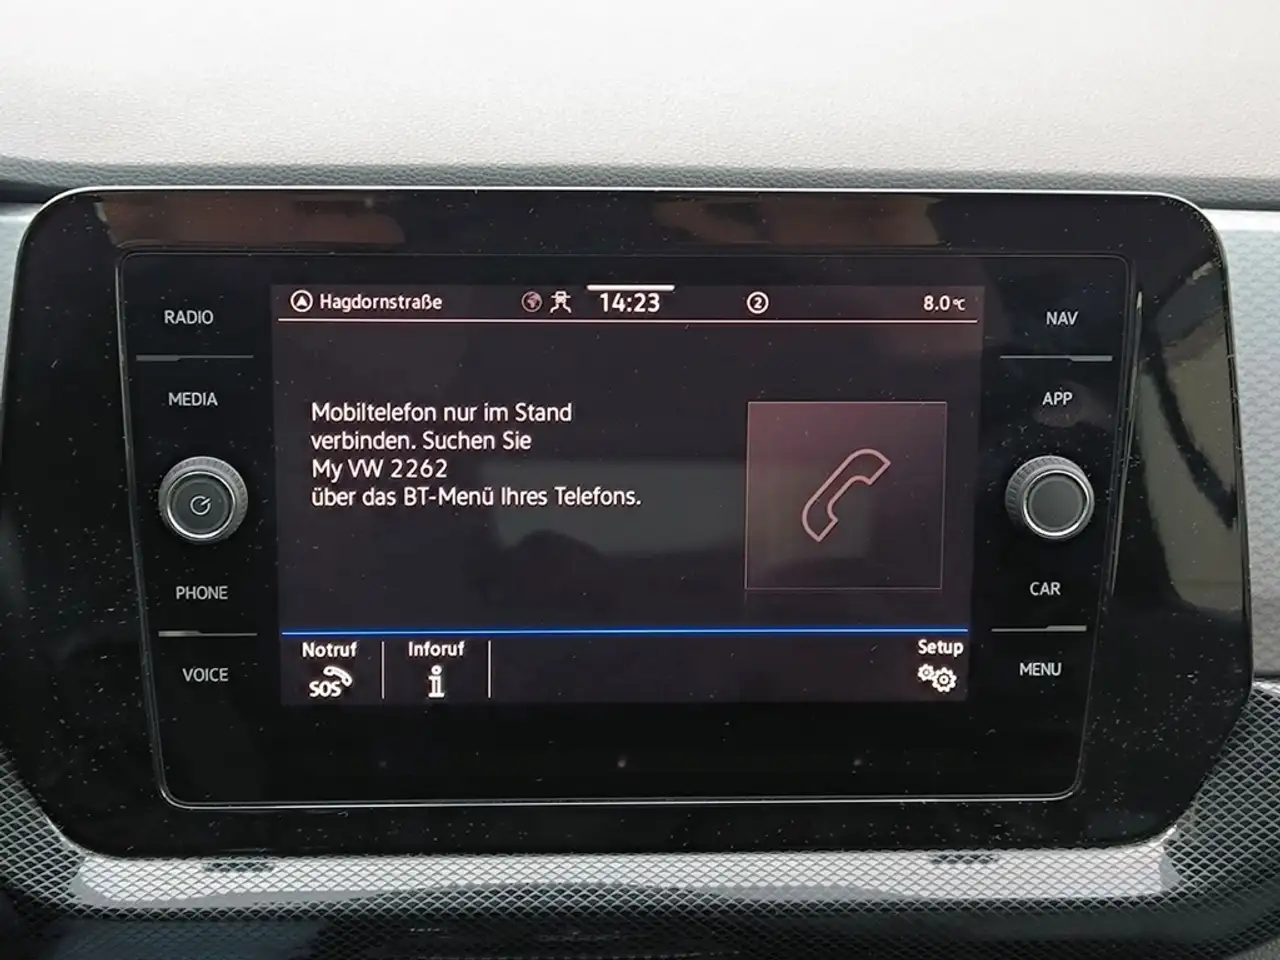 RADIO
MEDIA
PHONE
VOICE
Hagdornstraße 14:23 2 8.0°C
Mobiltelefon nur im Stand
verbinden. Suchen Sie
My VW 2262
über das BT-Menü Ihres Telefons.
Notruf Inforuf Setup
SOS i
NAV
APP
CAR
MENU